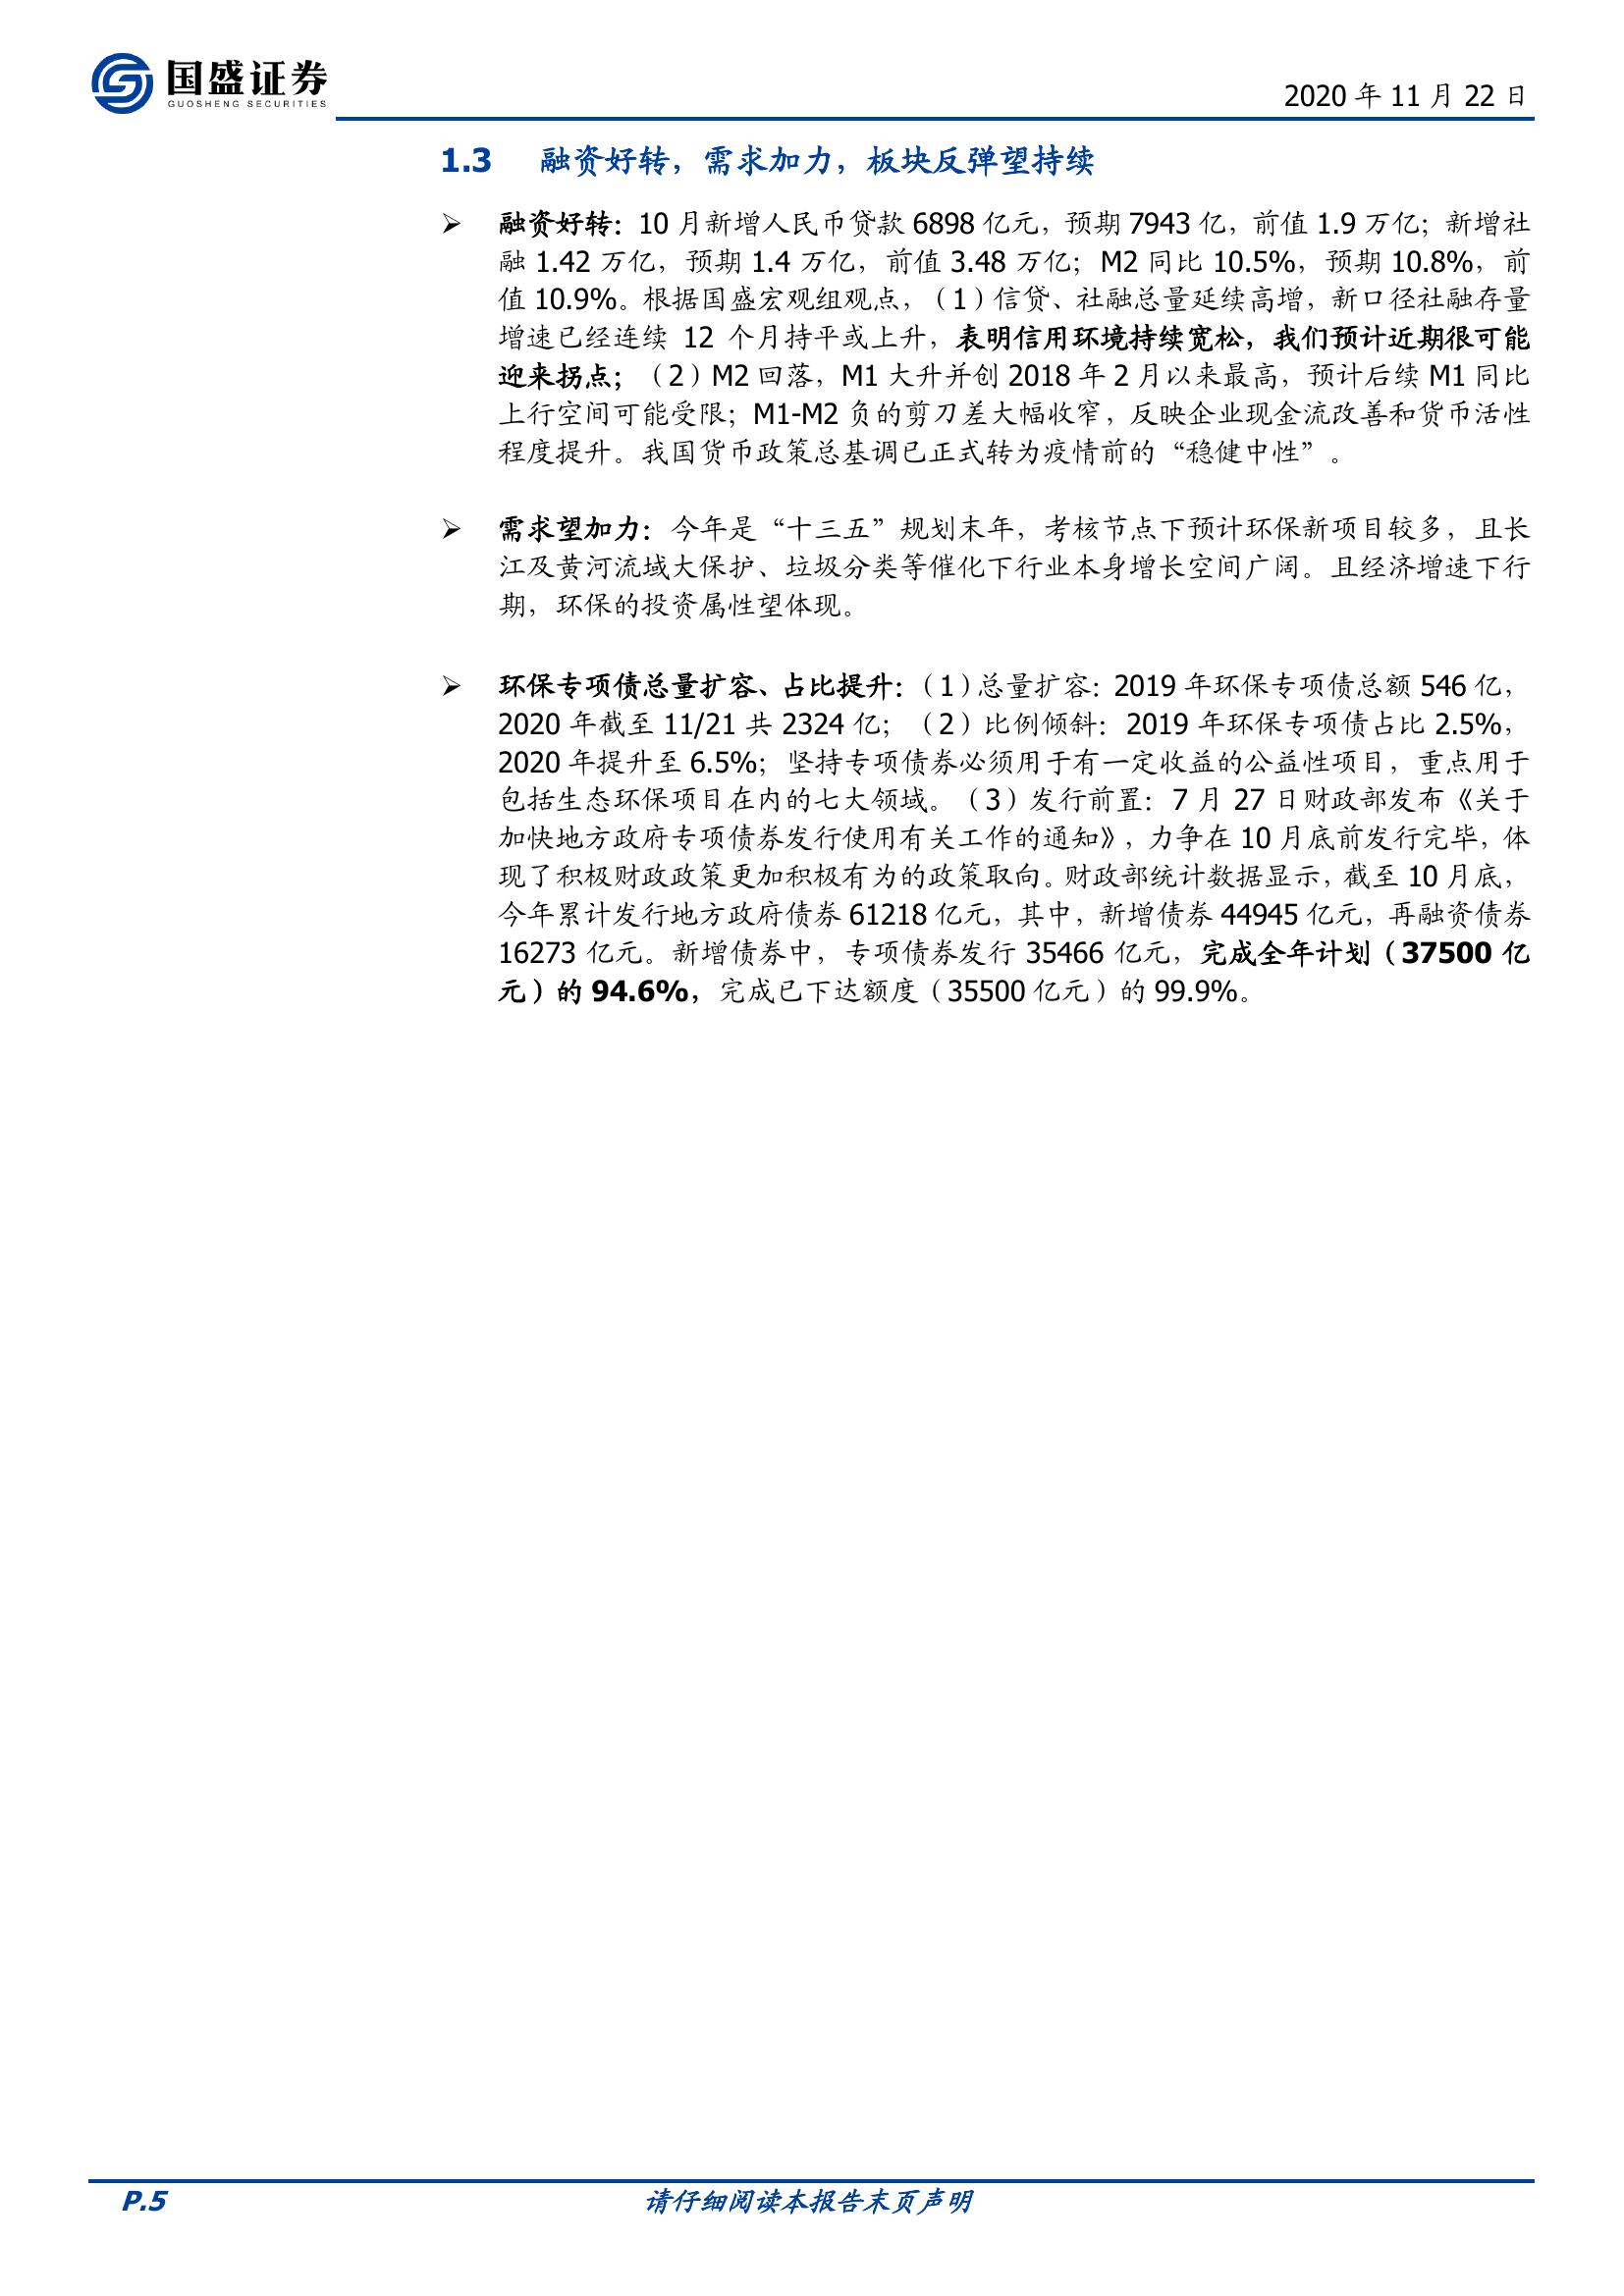 国盛证券
GUOSHENG SECURITIES
2020 年 11 月 22 日
1.3 融资好转，需求加力，板块反弹望持续
➢ 融资好转：10 月新增人民币贷款 6898 亿元，预期 7943 亿，前值 1.9 万亿；新增社
融 1.42 万亿，预期 1.4 万亿，前值 3.48 万亿；M2 同比 10.5%，预期 10.8%，前
值 10.9%。根据国盛宏观组观点，（1）信贷、社融总量延续高增，新口径社融存量
增速已经连续 12 个月持平或上升，表明信用环境持续宽松，我们预计近期很可能
迎来拐点；（2）M2 回落，M1 大升并创 2018 年 2 月以来最高，预计后续 M1 同比
上行空间可能受限；M1-M2 负的剪刀差大幅收窄，反映企业现金流改善和货币活性
程度提升。我国货币政策总基调已正式转为疫情前的“稳健中性”。
➢ 需求望加力：今年是“十三五”规划末年，考核节点下预计环保新项目较多，且长
江及黄河流域大保护、垃圾分类等催化下行业本身增长空间广阔。且经济增速下行
期，环保的投资属性望体现。
➢ 环保专项债总量扩容、占比提升：（1）总量扩容：2019 年环保专项债总额 546 亿，
2020 年截至 11/21 共 2324 亿；（2）比例倾斜：2019 年环保专项债占比 2.5%，
2020 年提升至 6.5%；坚持专项债券必须用于有一定收益的公益性项目，重点用于
包括生态环保项目在内的七大领域。（3）发行前置：7 月 27 日财政部发布《关于
加快地方政府专项债券发行使用有关工作的通知》，力争在 10 月底前发行完毕，体
现了积极财政政策更加积极有为的政策取向。财政部统计数据显示，截至 10 月底，
今年累计发行地方政府债券 61218 亿元，其中，新增债券 44945 亿元，再融资债券
16273 亿元。新增债券中，专项债券发行 35466 亿元，完成全年计划（37500 亿
元）的 94.6%，完成已下达额度（35500 亿元）的 99.9%。
P.5
请仔细阅读本报告末页声明